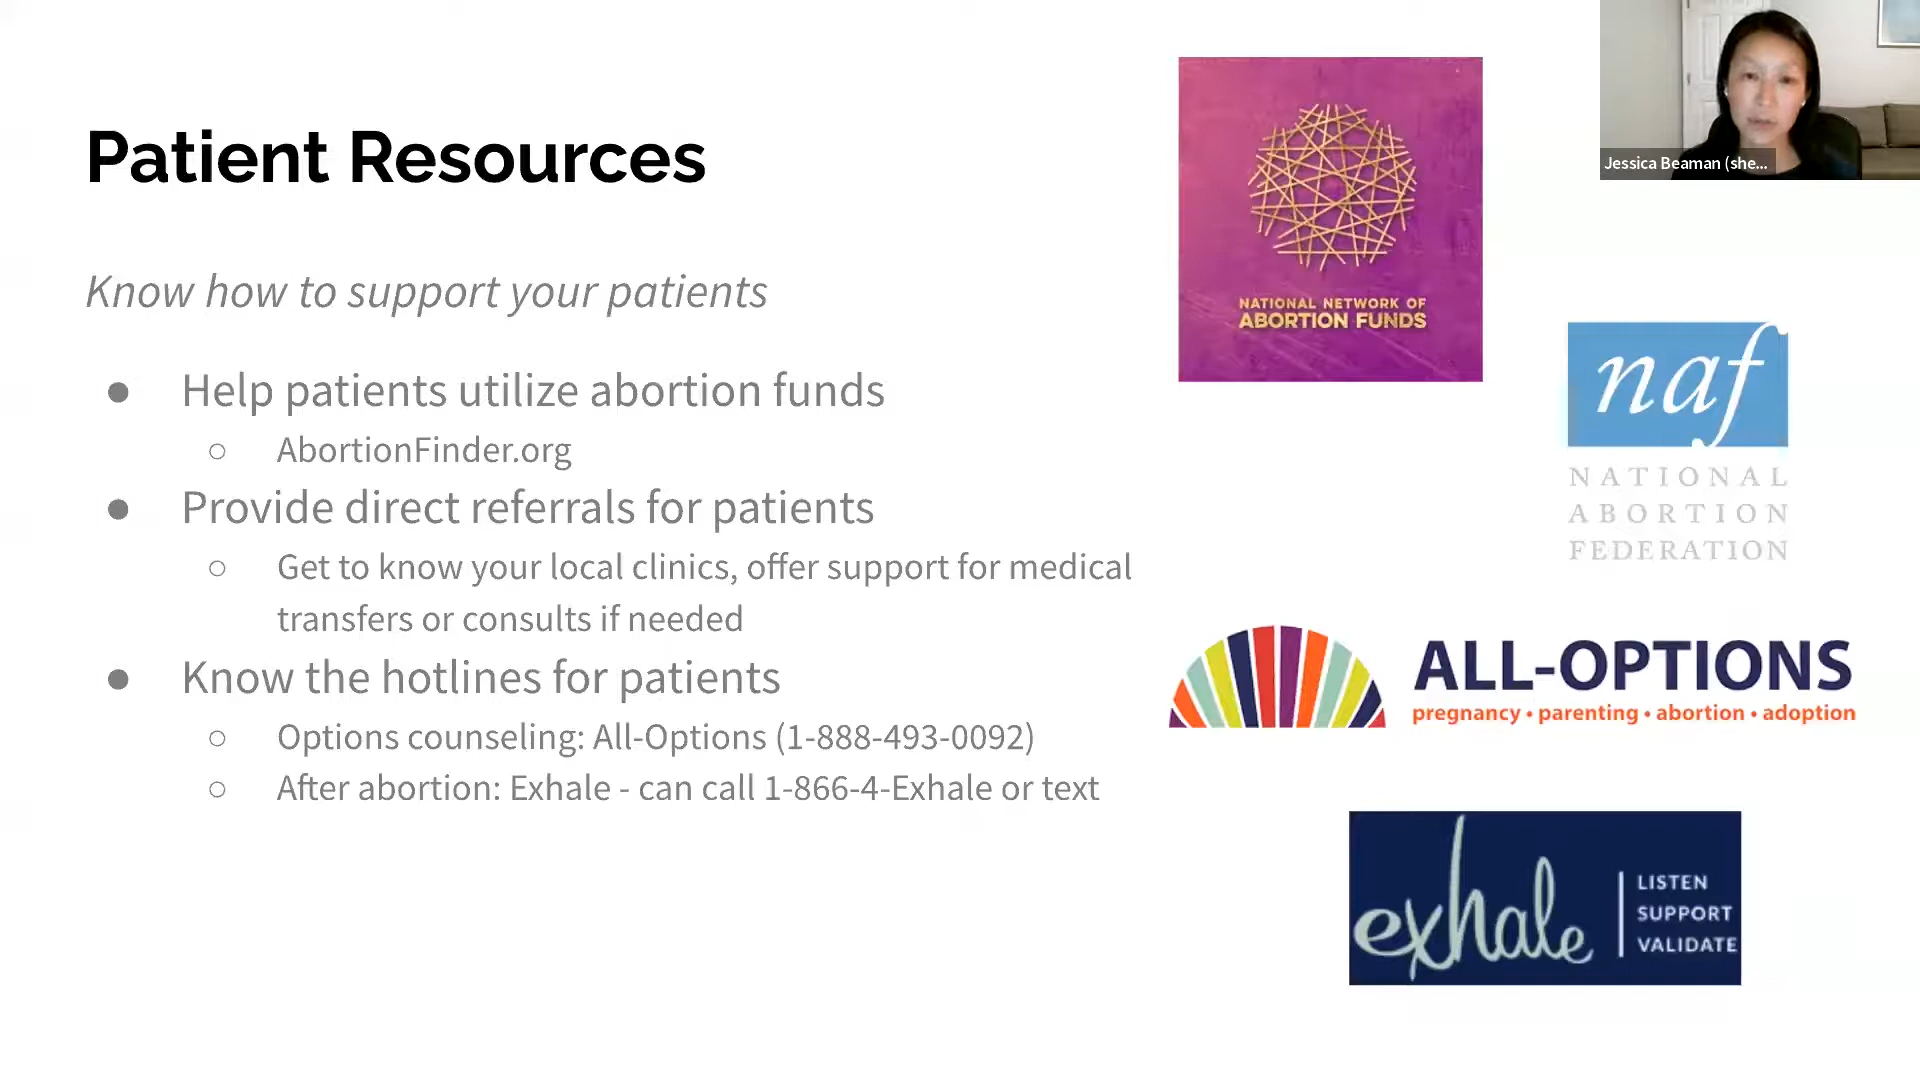 Patient Resources
Know how to support your patients
● Help patients utilize abortion funds
○ AbortionFinder.org
● Provide direct referrals for patients
○ Get to know your local clinics, offer support for medical
transfers or consults if needed
● Know the hotlines for patients
○ Options counseling: All-Options (1-888-493-0092)
○ After abortion: Exhale - can call 1-866-4-Exhale or text
NATIONAL NETWORK OF
ABORTION FUNDS
Jessica Beaman (she...
naf
NATIONAL
ABORTION
FEDERATION
ALL-OPTIONS
pregnancy • parenting • abortion • adoption
exhale
LISTEN
SUPPORT
VALIDATE